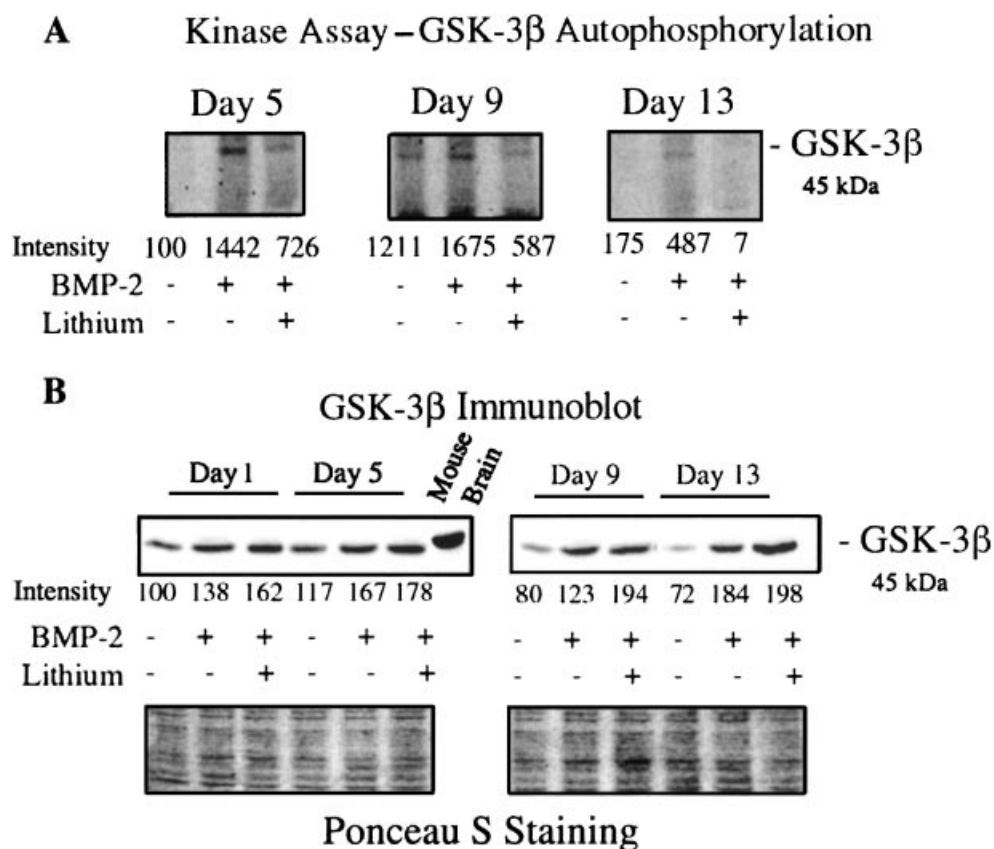 A Kinase Assay–GSK-3β Autophosphorylation
Day 5 Day 9 Day 13
- GSK-3β
45 kDa
Intensity 100 1442 726 1211 1675 587 175 487 7
BMP-2 - + + - + + - + +
Lithium - - + - - + - - +
B
GSK-3β Immunoblot
Day 1 Day 5 Mouse Brain Day 9 Day 13
- GSK-3β
45 kDa
Intensity 100 138 162 117 167 178 80 123 194 72 184 198
BMP-2 - + + - + + - + + - + +
Lithium - - + - - + - - + - - +
Ponceau S Staining